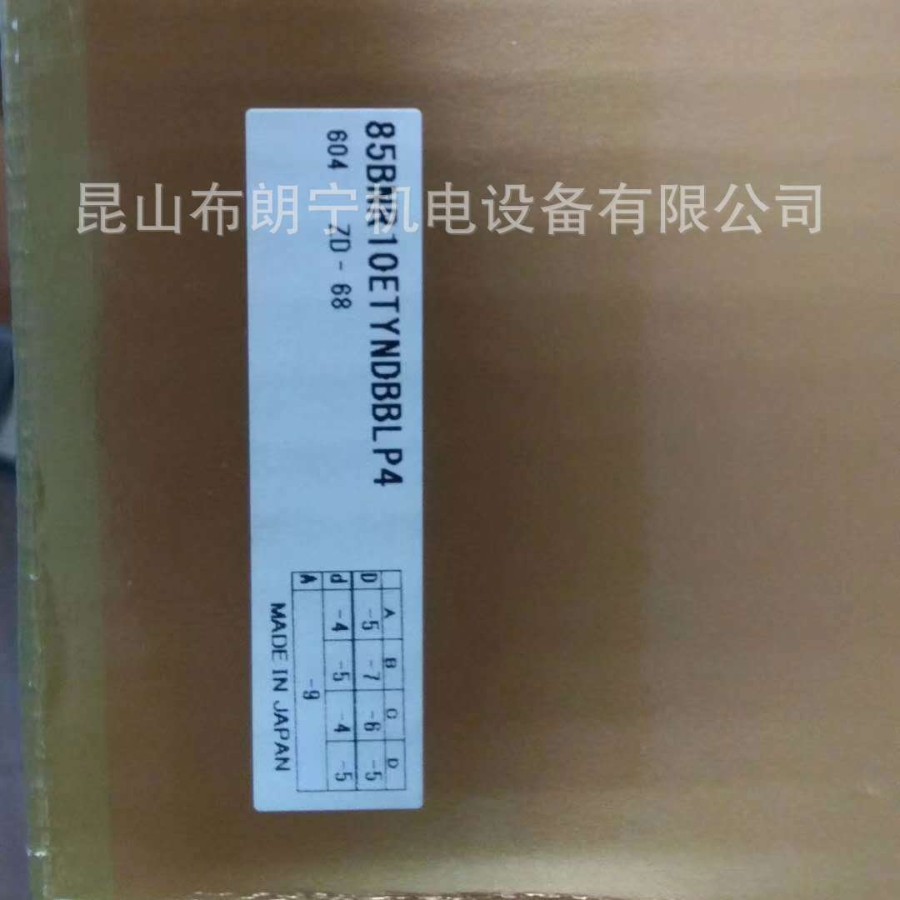 昆山布朗宁机电设备有限公司
85BNR10ETYNDBBLP4
604 ZD - 68
A B C D
D -5 -7 -6 -5
d -4 -5 -4 -5
A -9
MADE IN JAPAN